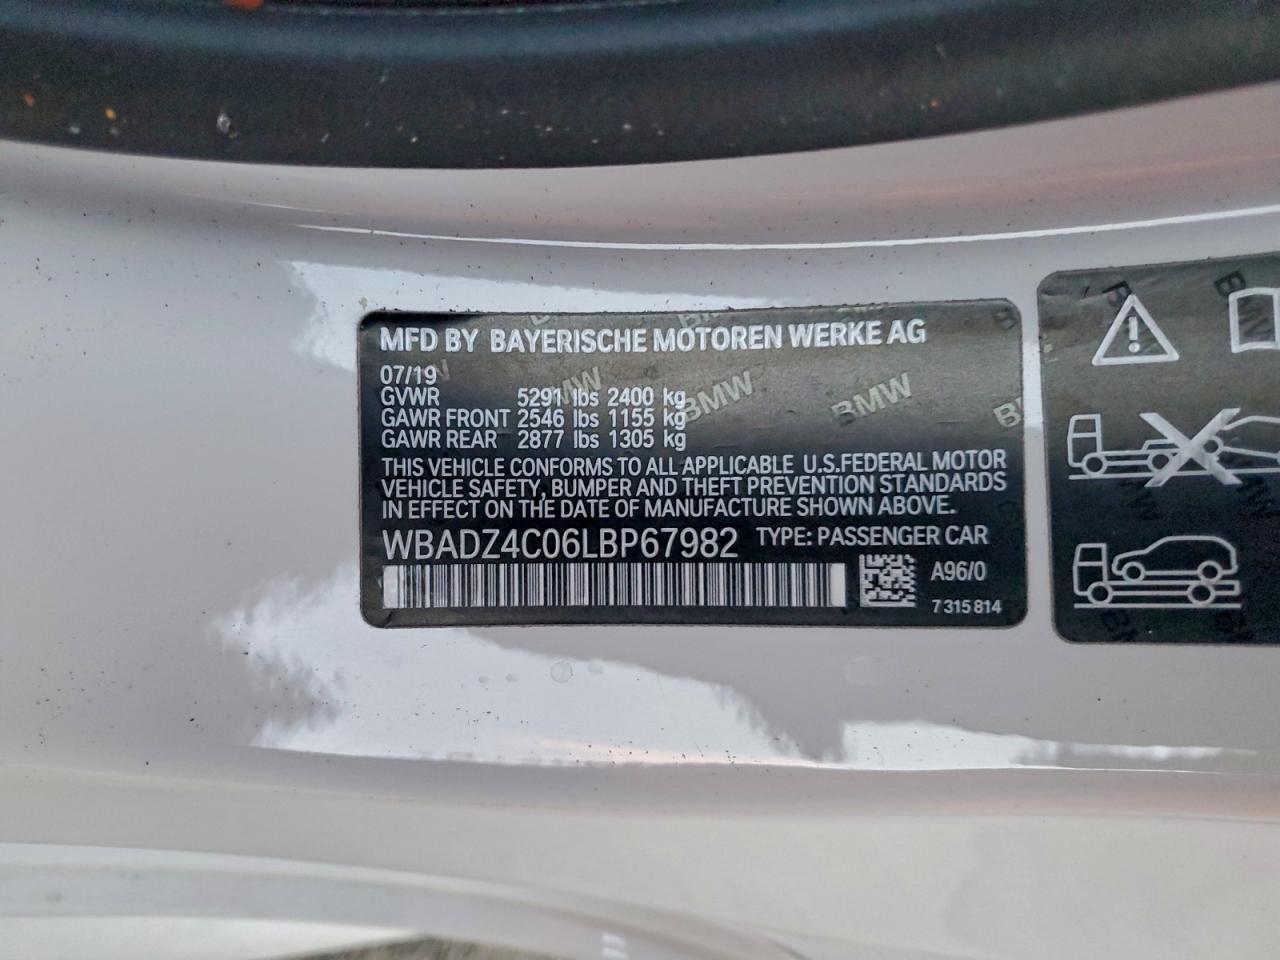 MFD BY BAYERISCHE MOTOREN WERKE AG
07/19
GVWR 5291 lbs 2400 kg
GAWR FRONT 2546 lbs 1155 kg
GAWR REAR 2877 lbs 1305 kg
THIS VEHICLE CONFORMS TO ALL APPLICABLE U.S.FEDERAL MOTOR
VEHICLE SAFETY, BUMPER AND THEFT PREVENTION STANDARDS
IN EFFECT ON THE DATE OF MANUFACTURE SHOWN ABOVE.
WBADZ4C06LBP67982 TYPE: PASSENGER CAR
A96/0
7 315 814
BMW
BMW
BMW